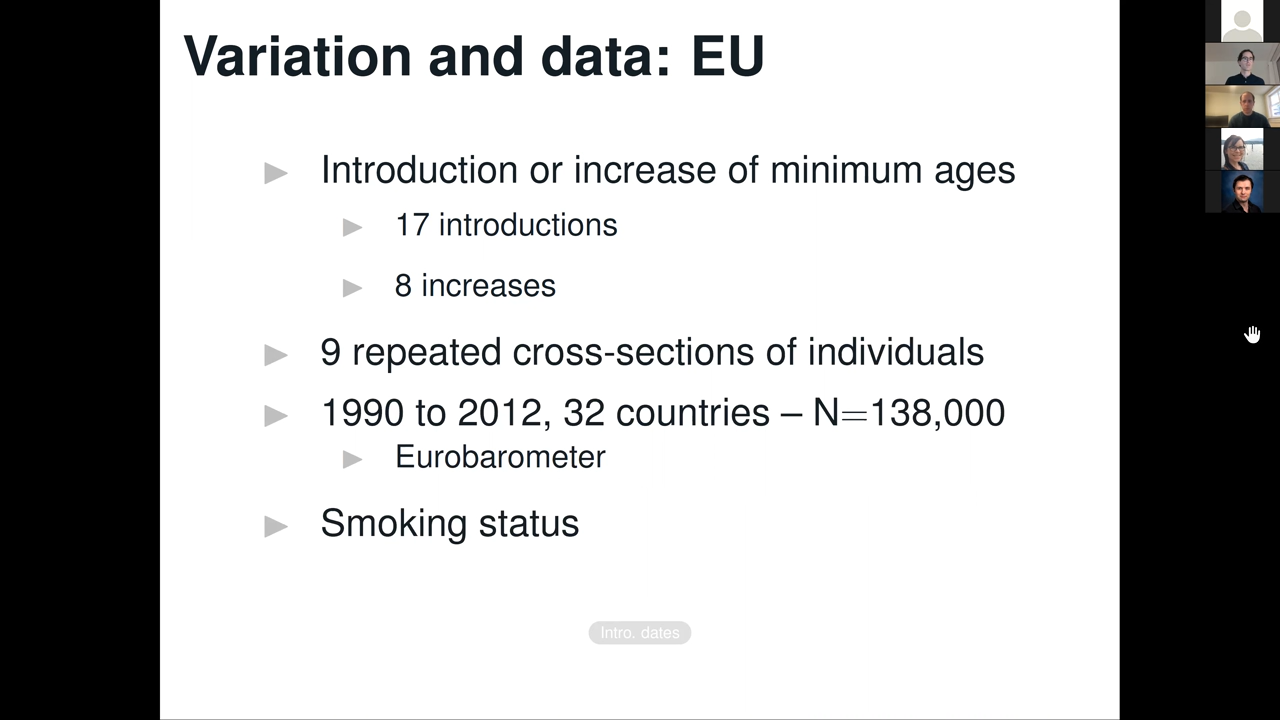 Variation and data: EU
Introduction or increase of minimum ages
17 introductions
8 increases
9 repeated cross-sections of individuals
1990 to 2012, 32 countries – N=138,000
Eurobarometer
Smoking status
Intro. dates